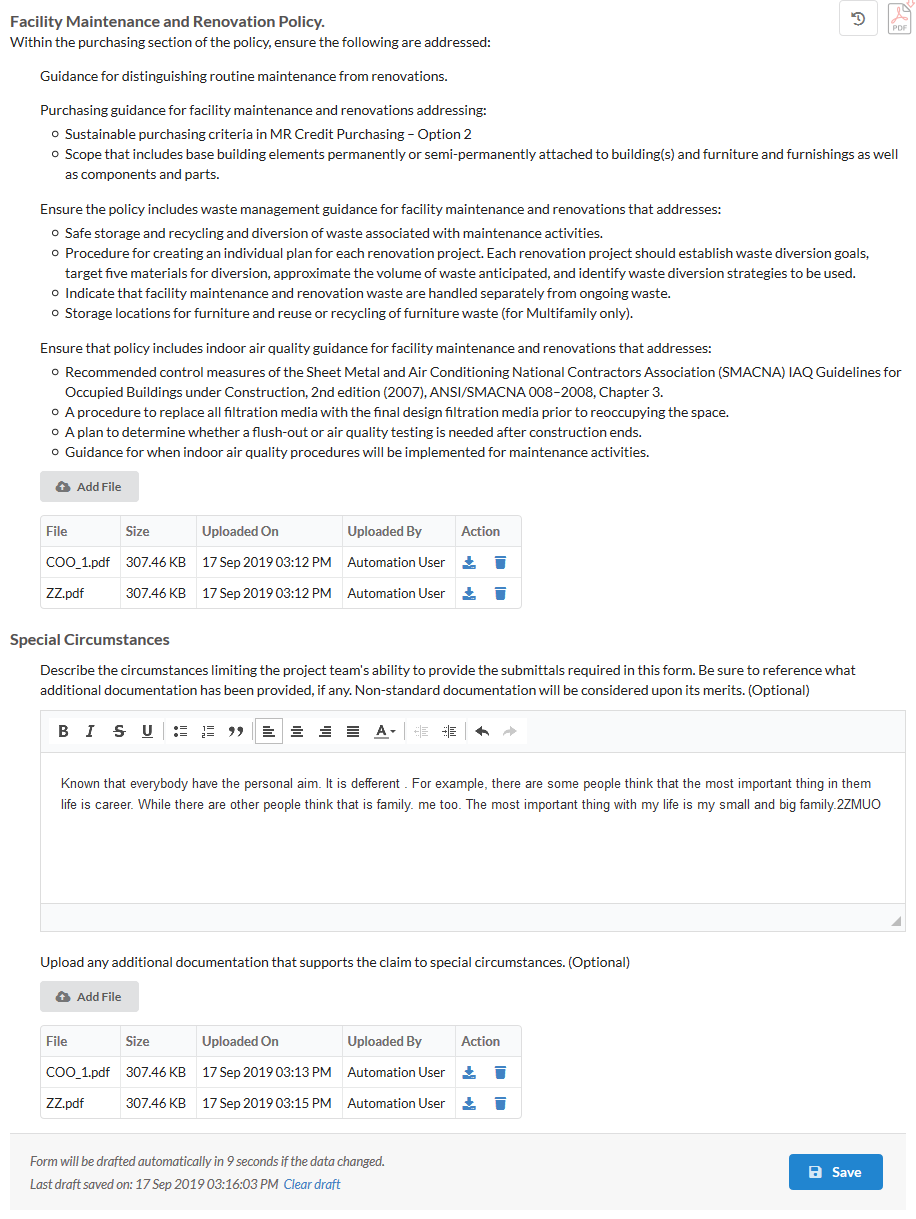 Facility Maintenance and Renovation Policy.
PDF
Within the purchasing section of the policy, ensure the following are addressed:
Guidance for distinguishing routine maintenance from renovations.
Purchasing guidance for facility maintenance and renovations addressing:
Sustainable purchasing criteria in MR Credit Purchasing – Option 2
Scope that includes base building elements permanently or semi-permanently attached to building(s) and furniture and furnishings as well
as components and parts.
Ensure the policy includes waste management guidance for facility maintenance and renovations that addresses:
Safe storage and recycling and diversion of waste associated with maintenance activities.
Procedure for creating an individual plan for each renovation project. Each renovation project should establish waste diversion goals,
target five materials for diversion, approximate the volume of waste anticipated, and identify waste diversion strategies to be used.
Indicate that facility maintenance and renovation waste are handled separately from ongoing waste.
Storage locations for furniture and reuse or recycling of furniture waste (for Multifamily only).
Ensure that policy includes indoor air quality guidance for facility maintenance and renovations that addresses:
Recommended control measures of the Sheet Metal and Air Conditioning National Contractors Association (SMACNA) IAQ Guidelines for
Occupied Buildings under Construction, 2nd edition (2007), ANSI/SMACNA 008–2008, Chapter 3.
A procedure to replace all filtration media with the final design filtration media prior to reoccupying the space.
A plan to determine whether a flush-out or air quality testing is needed after construction ends.
Guidance for when indoor air quality procedures will be implemented for maintenance activities.
Add File
File Size Uploaded On Uploaded By Action
COO_1.pdf 307.46 KB 17 Sep 2019 03:12 PM Automation User
ZZ.pdf 307.46 KB 17 Sep 2019 03:12 PM Automation User
Special Circumstances
Describe the circumstances limiting the project team's ability to provide the submittals required in this form. Be sure to reference what
additional documentation has been provided, if any. Non-standard documentation will be considered upon its merits. (Optional)
B I S U A
Known that everybody have the personal aim. It is defferent . For example, there are some people think that the most important thing in them
life is career. While there are other people think that is family. me too. The most important thing with my life is my small and big family.2ZMUO
Upload any additional documentation that supports the claim to special circumstances. (Optional)
Add File
File Size Uploaded On Uploaded By Action
COO_1.pdf 307.46 KB 17 Sep 2019 03:13 PM Automation User
ZZ.pdf 307.46 KB 17 Sep 2019 03:15 PM Automation User
Form will be drafted automatically in 9 seconds if the data changed.
Last draft saved on: 17 Sep 2019 03:16:03 PM Clear draft
Save